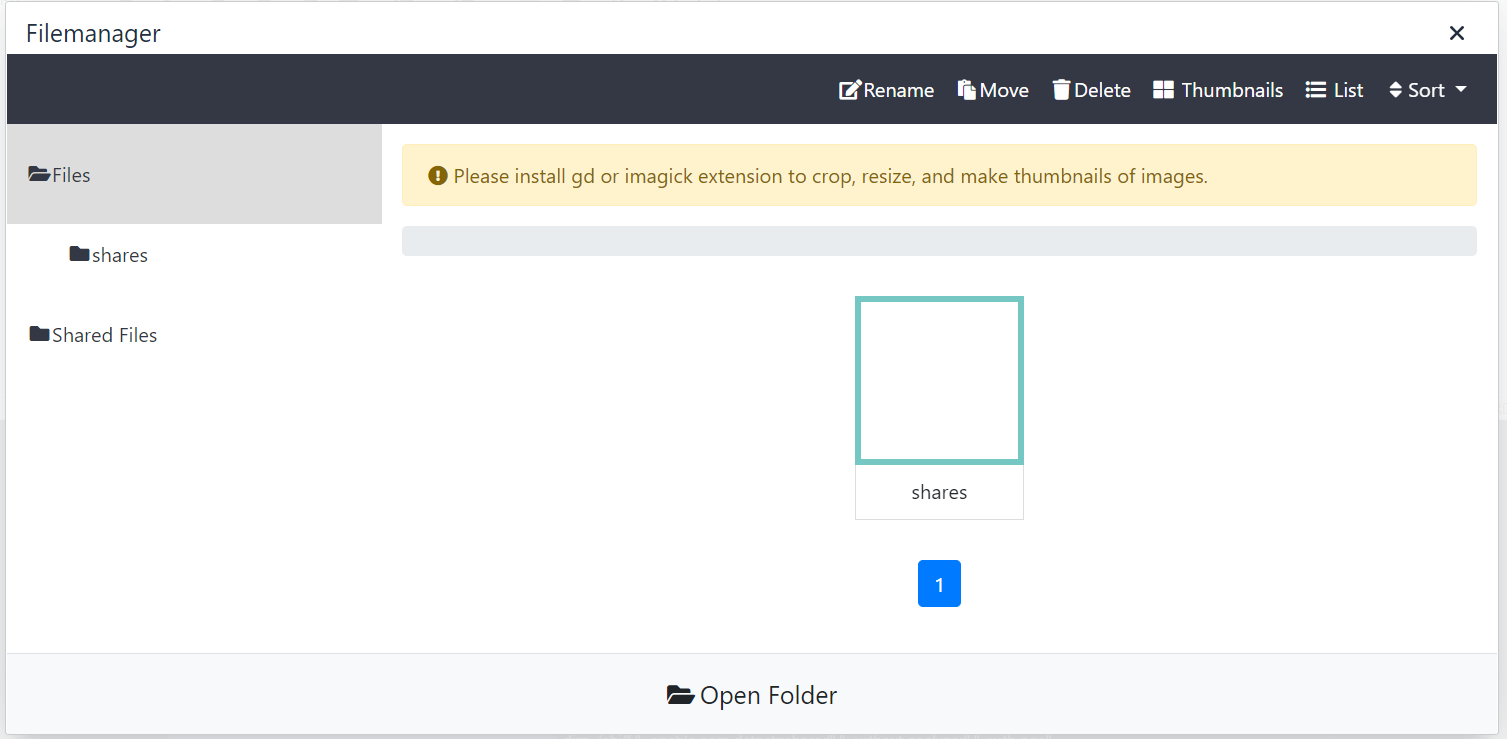 Filemanager
Rename Move Delete Thumbnails List Sort
Files
Please install gd or imagick extension to crop, resize, and make thumbnails of images.
shares
Shared Files
shares
1
Open Folder